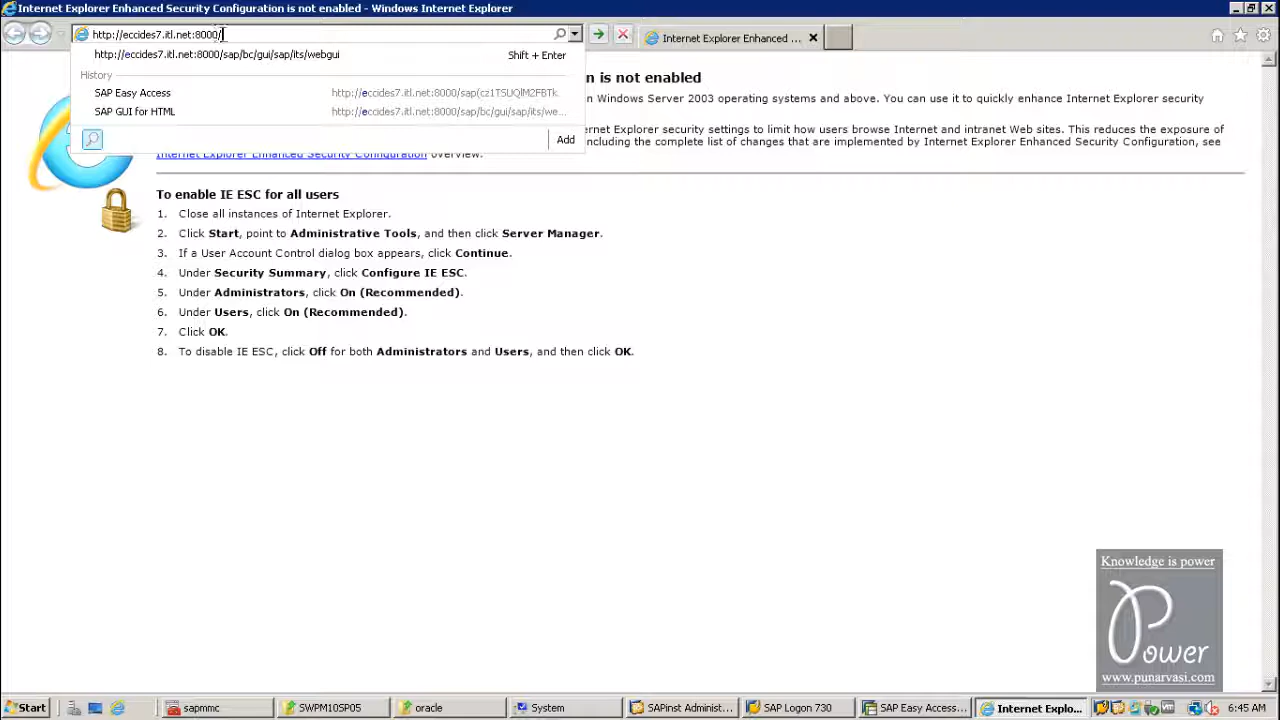 Internet Explorer Enhanced Security Configuration is not enabled - Windows Internet Explorer
http://eccides7.itl.net:8000/
Internet Explorer Enhanced ...
http://eccides7.itl.net:8000/sap/bc/gui/sap/its/webgui Shift + Enter
History
SAP Easy Access http://eccides7.itl.net:8000/sap(cz1TSUQlM2FBTk.
SAP GUI for HTML http://eccides7.itl.net:8000/sap/bc/gui/sap/its/we...
Add
n is not enabled
n Windows Server 2003 operating systems and above. You can use it to quickly enhance Internet Explorer security
ernet Explorer security settings to limit how users browse Internet and intranet Web sites. This reduces the exposure of
including the complete list of changes that are implemented by Internet Explorer Enhanced Security Configuration, see
Internet Explorer Enhanced Security Configuration overview.
To enable IE ESC for all users
1. Close all instances of Internet Explorer.
2. Click Start, point to Administrative Tools, and then click Server Manager.
3. If a User Account Control dialog box appears, click Continue.
4. Under Security Summary, click Configure IE ESC.
5. Under Administrators, click On (Recommended).
6. Under Users, click On (Recommended).
7. Click OK.
8. To disable IE ESC, click Off for both Administrators and Users, and then click OK.
Knowledge is power
Power
www.punarvasi.com
Start
sapmmc
SWPM10SP05
oracle
System
SAPinst Administ...
SAP Logon 730
SAP Easy Access...
Internet Explo...
6:45 AM